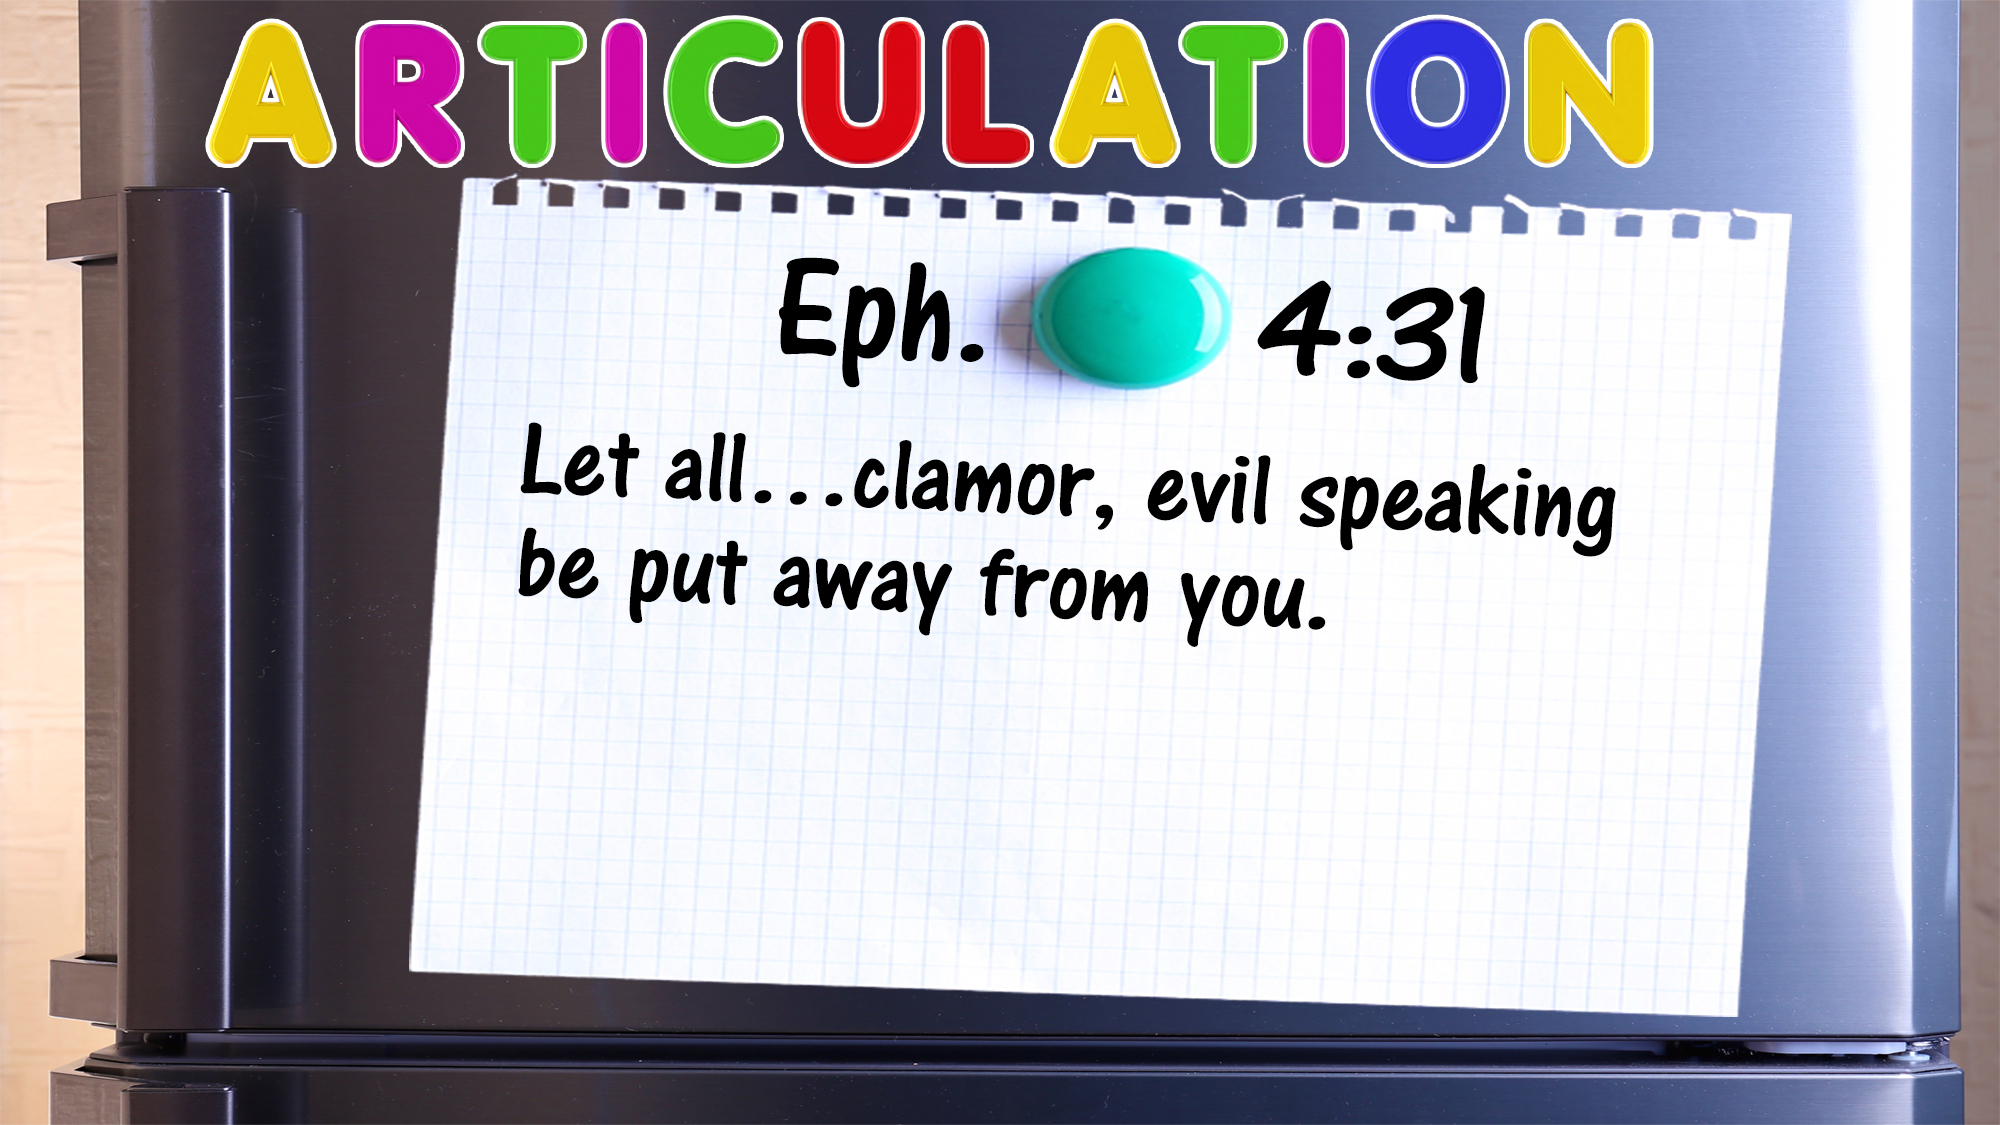 ARTICULATION
Eph. 4:31
Let all...clamor, evil speaking
be put away from you.